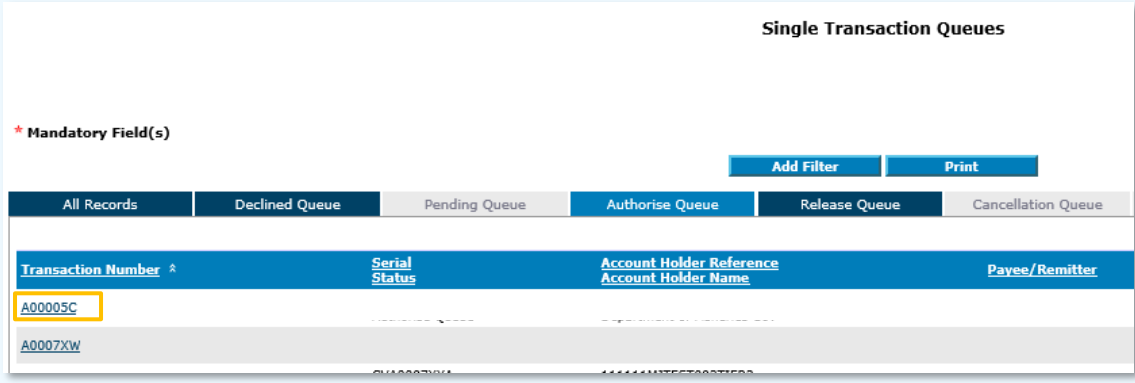 Single Transaction Queues
* Mandatory Field(s)
Add Filter Print
All Records Declined Queue Pending Queue Authorise Queue Release Queue Cancellation Queue
Transaction Number Serial Status Account Holder Reference Account Holder Name Payee/Remitter
A00005C
A0007XW